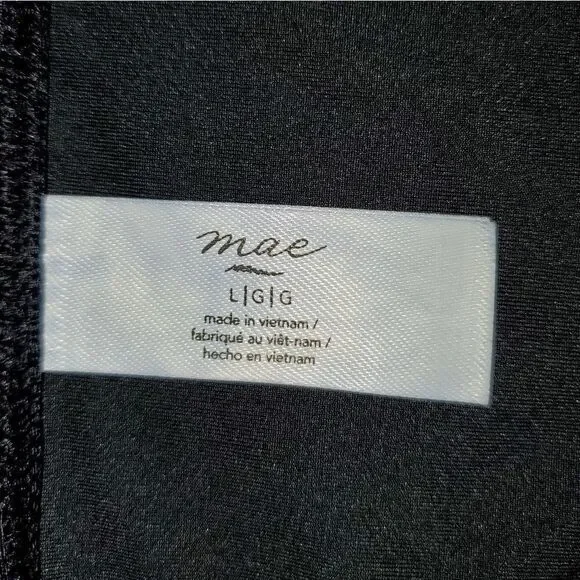 mae
L|G|G
made in vietnam /
fabriqué au viêt-nam /
hecho en vietnam